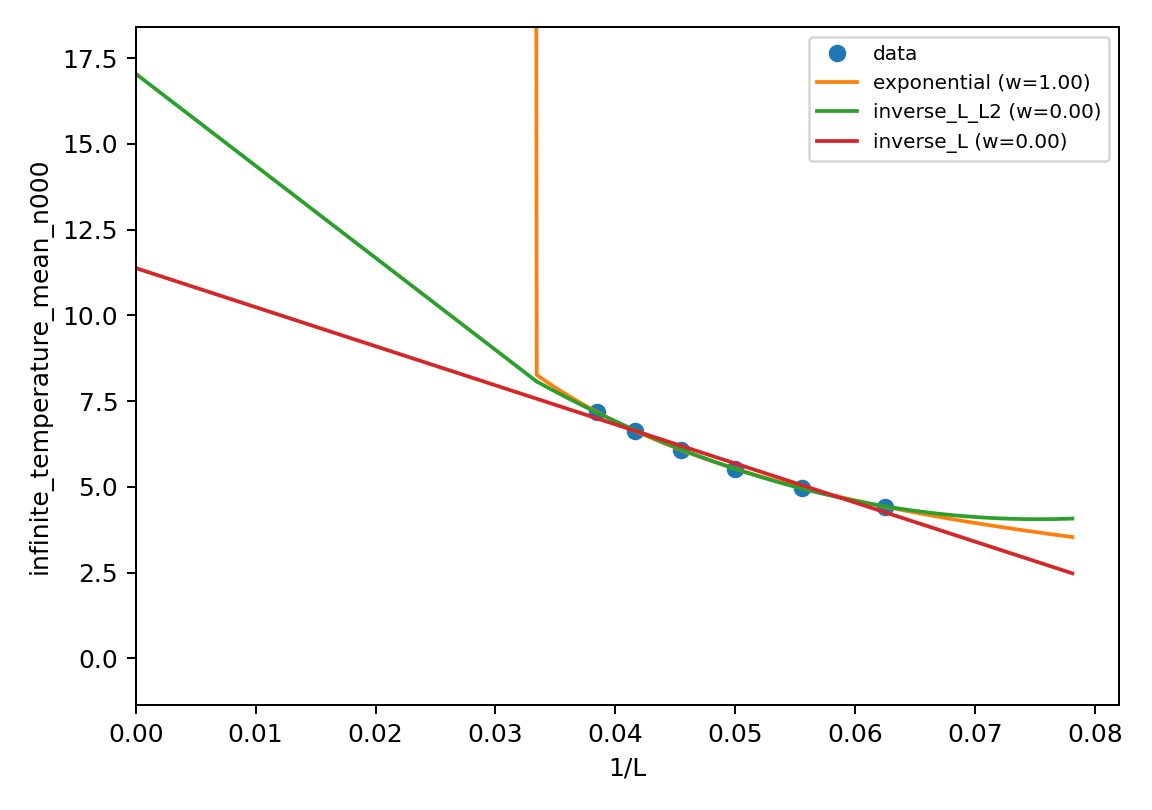 17.5
15.0
12.5
10.0
7.5
5.0
2.5
0.0
infinite_temperature_mean_n000
data
exponential (w=1.00)
inverse_L_L2 (w=0.00)
inverse_L (w=0.00)
0.00 0.01 0.02 0.03 0.04 0.05 0.06 0.07 0.08
1/L